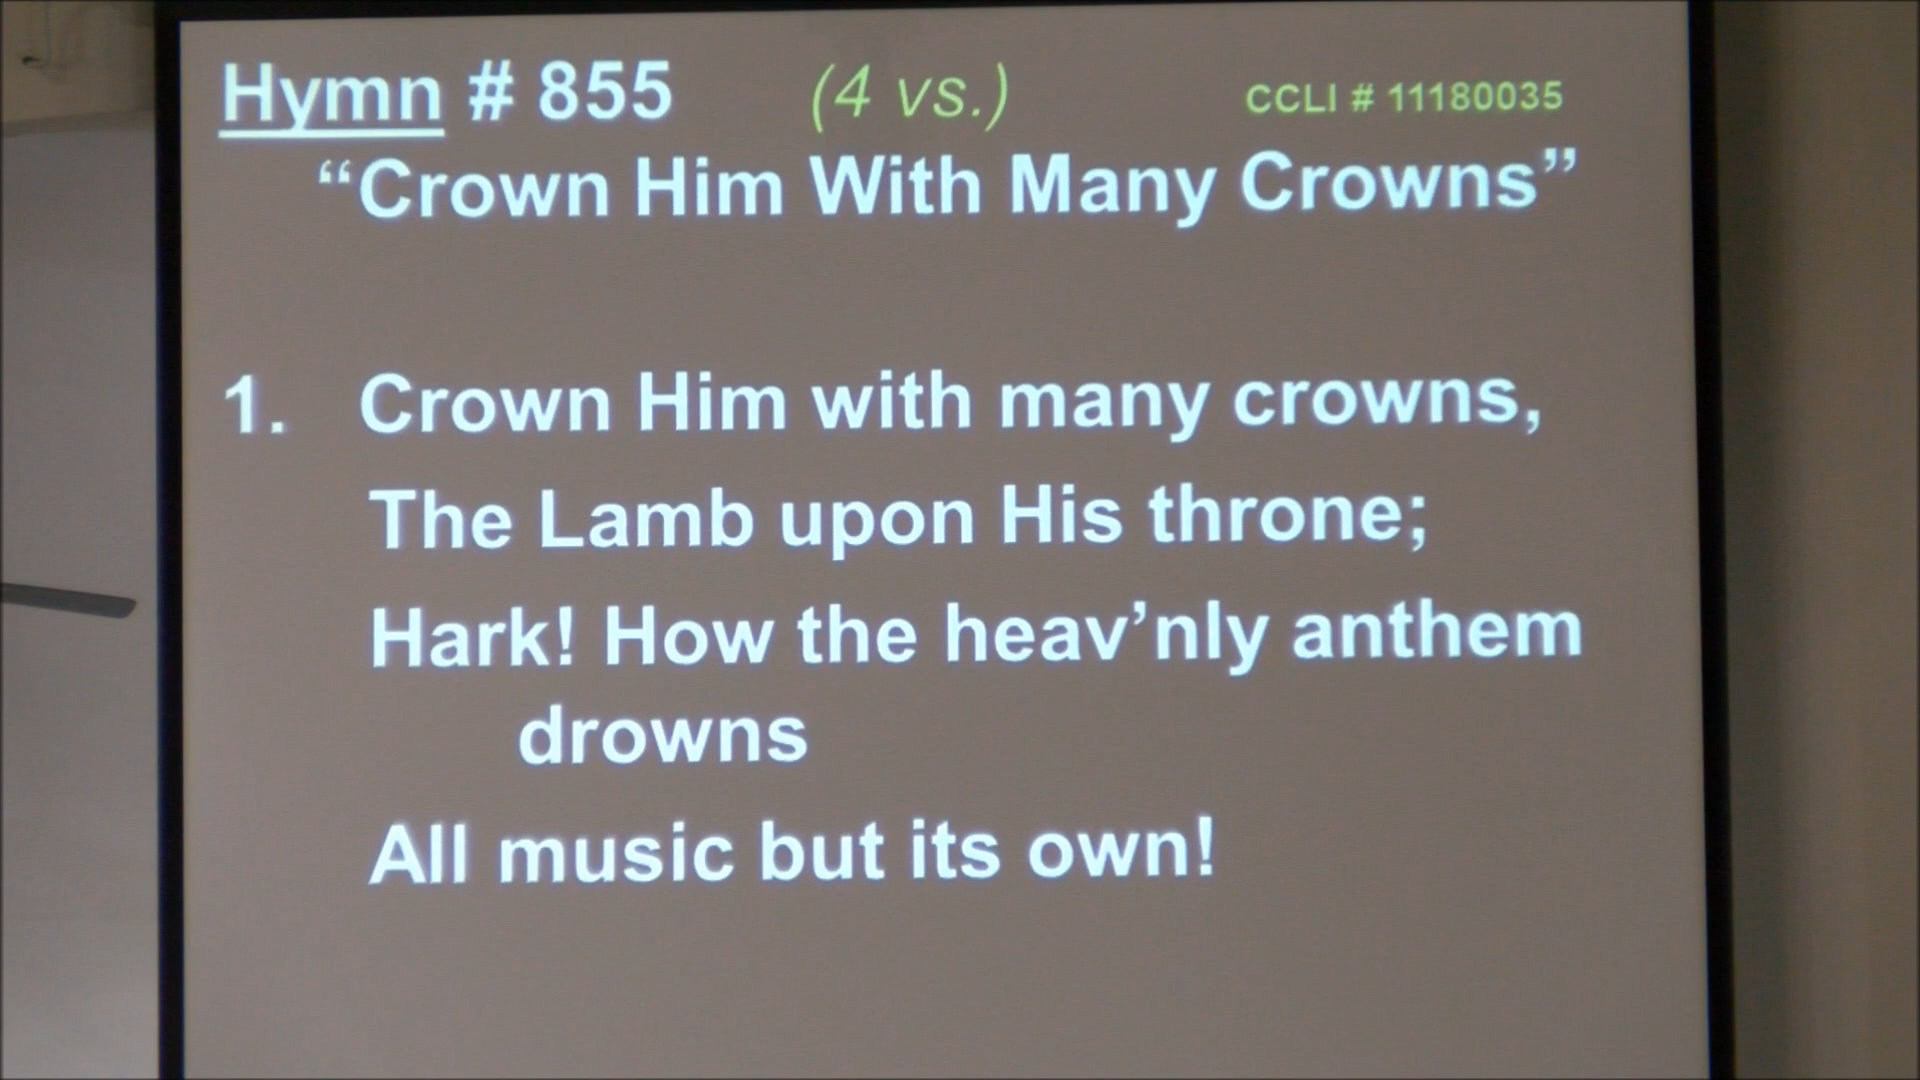 Hymn # 855 (4 vs.) CCLI # 11180035
“Crown Him With Many Crowns”
1. Crown Him with many crowns,
The Lamb upon His throne;
Hark! How the heav’nly anthem
drowns
All music but its own!